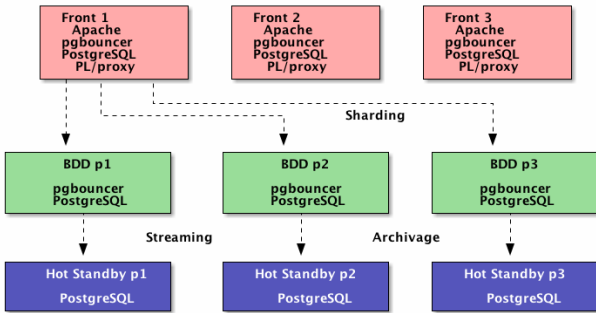 Front 1
Apache
pgbouncer
PostgreSQL
PL/proxy
Front 2
Apache
pgbouncer
PostgreSQL
PL/proxy
Front 3
Apache
pgbouncer
PostgreSQL
PL/proxy
Sharding
BDD p1
pgbouncer
PostgreSQL
BDD p2
pgbouncer
PostgreSQL
BDD p3
pgbouncer
PostgreSQL
Streaming
Archivage
Hot Standby p1
PostgreSQL
Hot Standby p2
PostgreSQL
Hot Standby p3
PostgreSQL